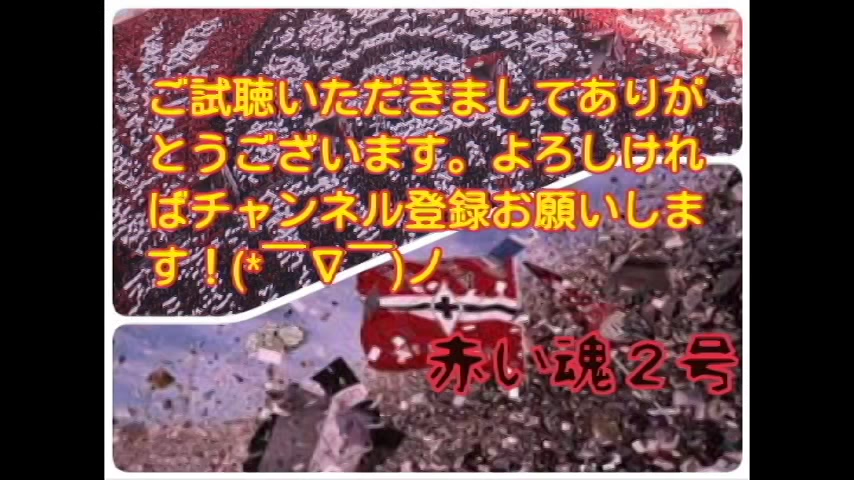 ご試聴いただきましてありが
とうございます。よろしけれ
ばチャンネル登録お願いしま
す！(*￣∇￣)ノ
赤い魂２号